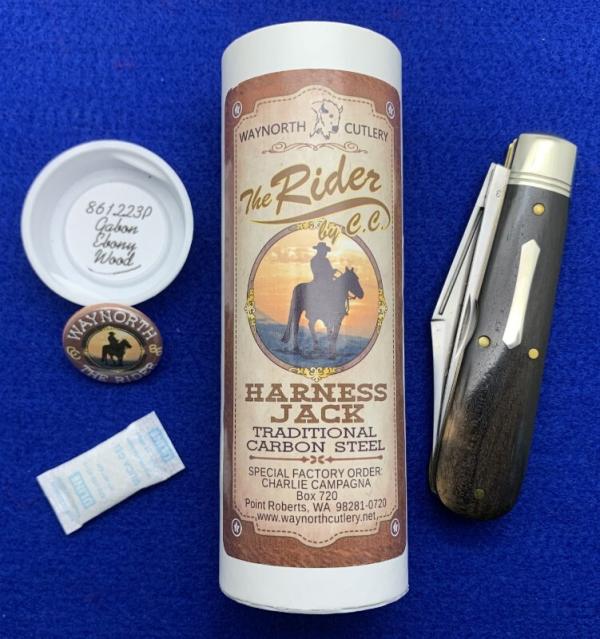 861223P
Gabon
Ebony
Wood
WAYNORTH
THE RIDER
WAYNORTH CUTLERY
The Rider
by C.C.
HARNESS
JACK
TRADITIONAL
CARBON STEEL
SPECIAL FACTORY ORDER:
CHARLIE CAMPAGNA
Box 720
Point Roberts, WA 98281-0720
www.waynorthcutlery.net